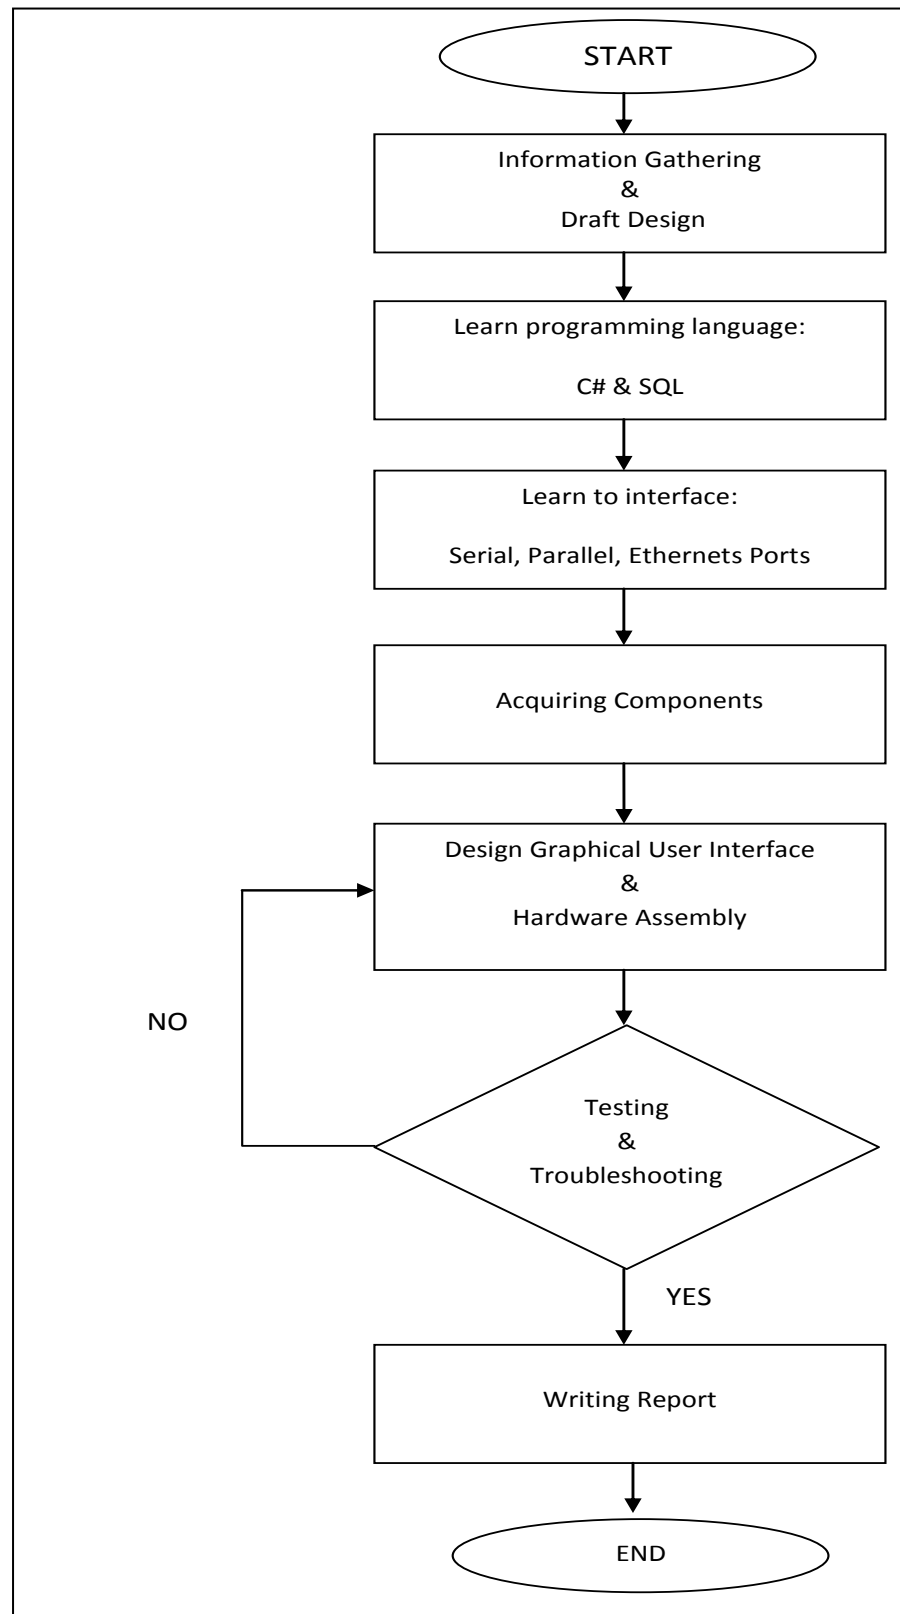 START
Information Gathering
&
Draft Design
Learn programming language:
C# & SQL
Learn to interface:
Serial, Parallel, Ethernets Ports
Acquiring Components
Design Graphical User Interface
&
Hardware Assembly
NO
Testing
&
Troubleshooting
YES
Writing Report
END